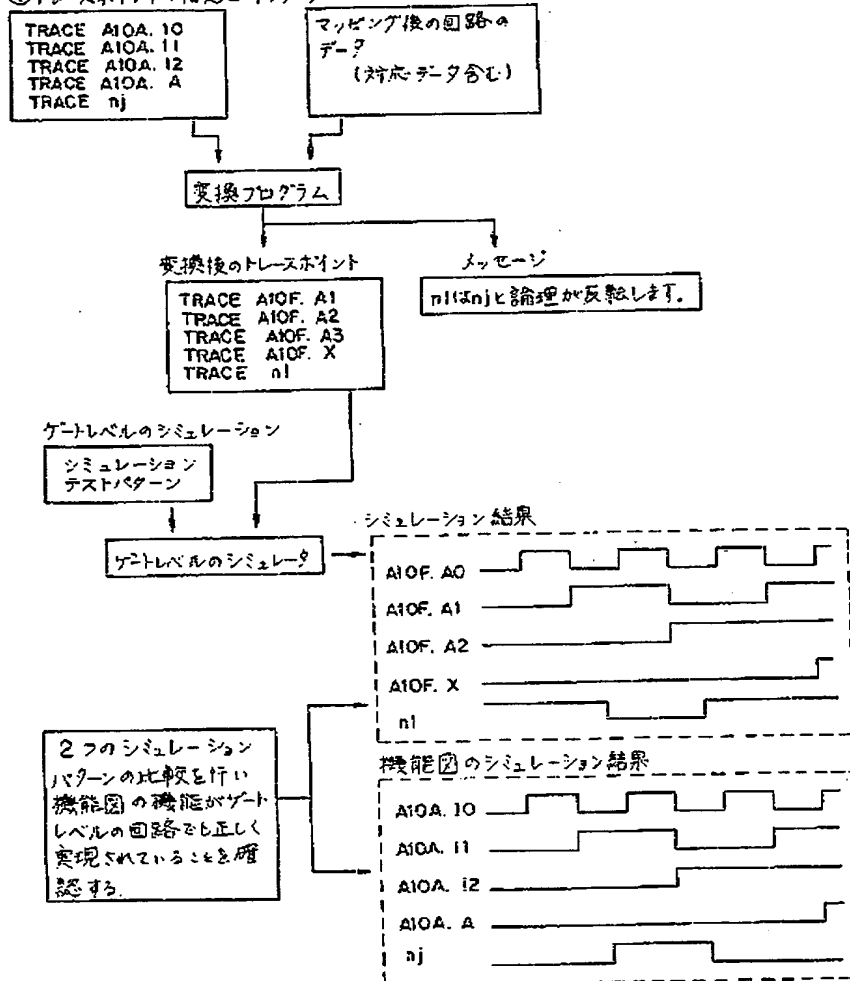 TRACE A10A. I0
TRACE A10A. I1
TRACE A10A. I2
TRACE A10A. A
TRACE nj
マッピング後の回路の
データ
(対応データ含む)
変換プログラム
変換後のトレースポイント
メッセージ
TRACE A10F. A1
TRACE A10F. A2
TRACE A10F. A3
TRACE A10F. X
TRACE nl
nlはnjと論理が反転します。
ゲートレベルのシミュレーション
シミュレーション
テストパターン
ゲートレベルのシミュレータ
シミュレーション結果
A10F. A0
A10F. A1
A10F. A2
A10F. X
nl
2つのシミュレーション
パターンの比較を行い
機能図の機能がゲート
レベルの回路でも正しく
実現されていることを確
認する.
機能図のシミュレーション結果
A10A. I0
A10A. I1
A10A. I2
A10A. A
nj